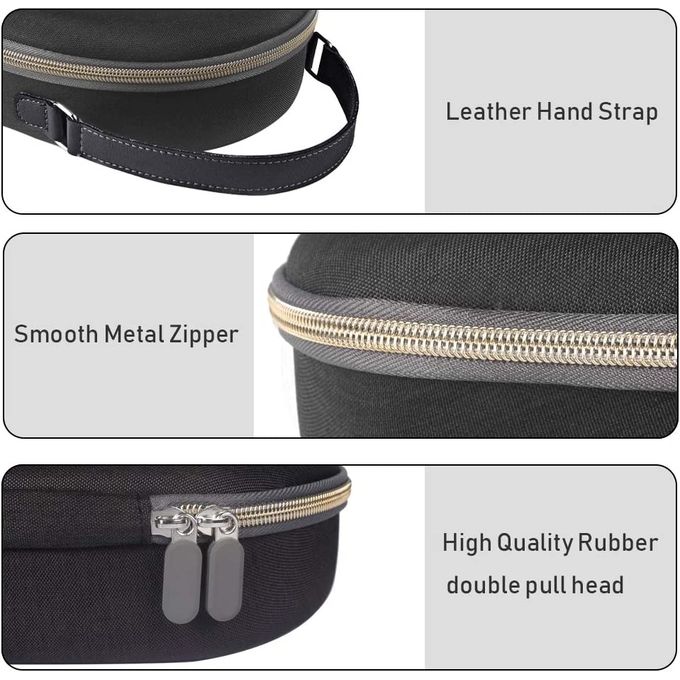 Leather Hand Strap
Smooth Metal Zipper
High Quality Rubber
double pull head